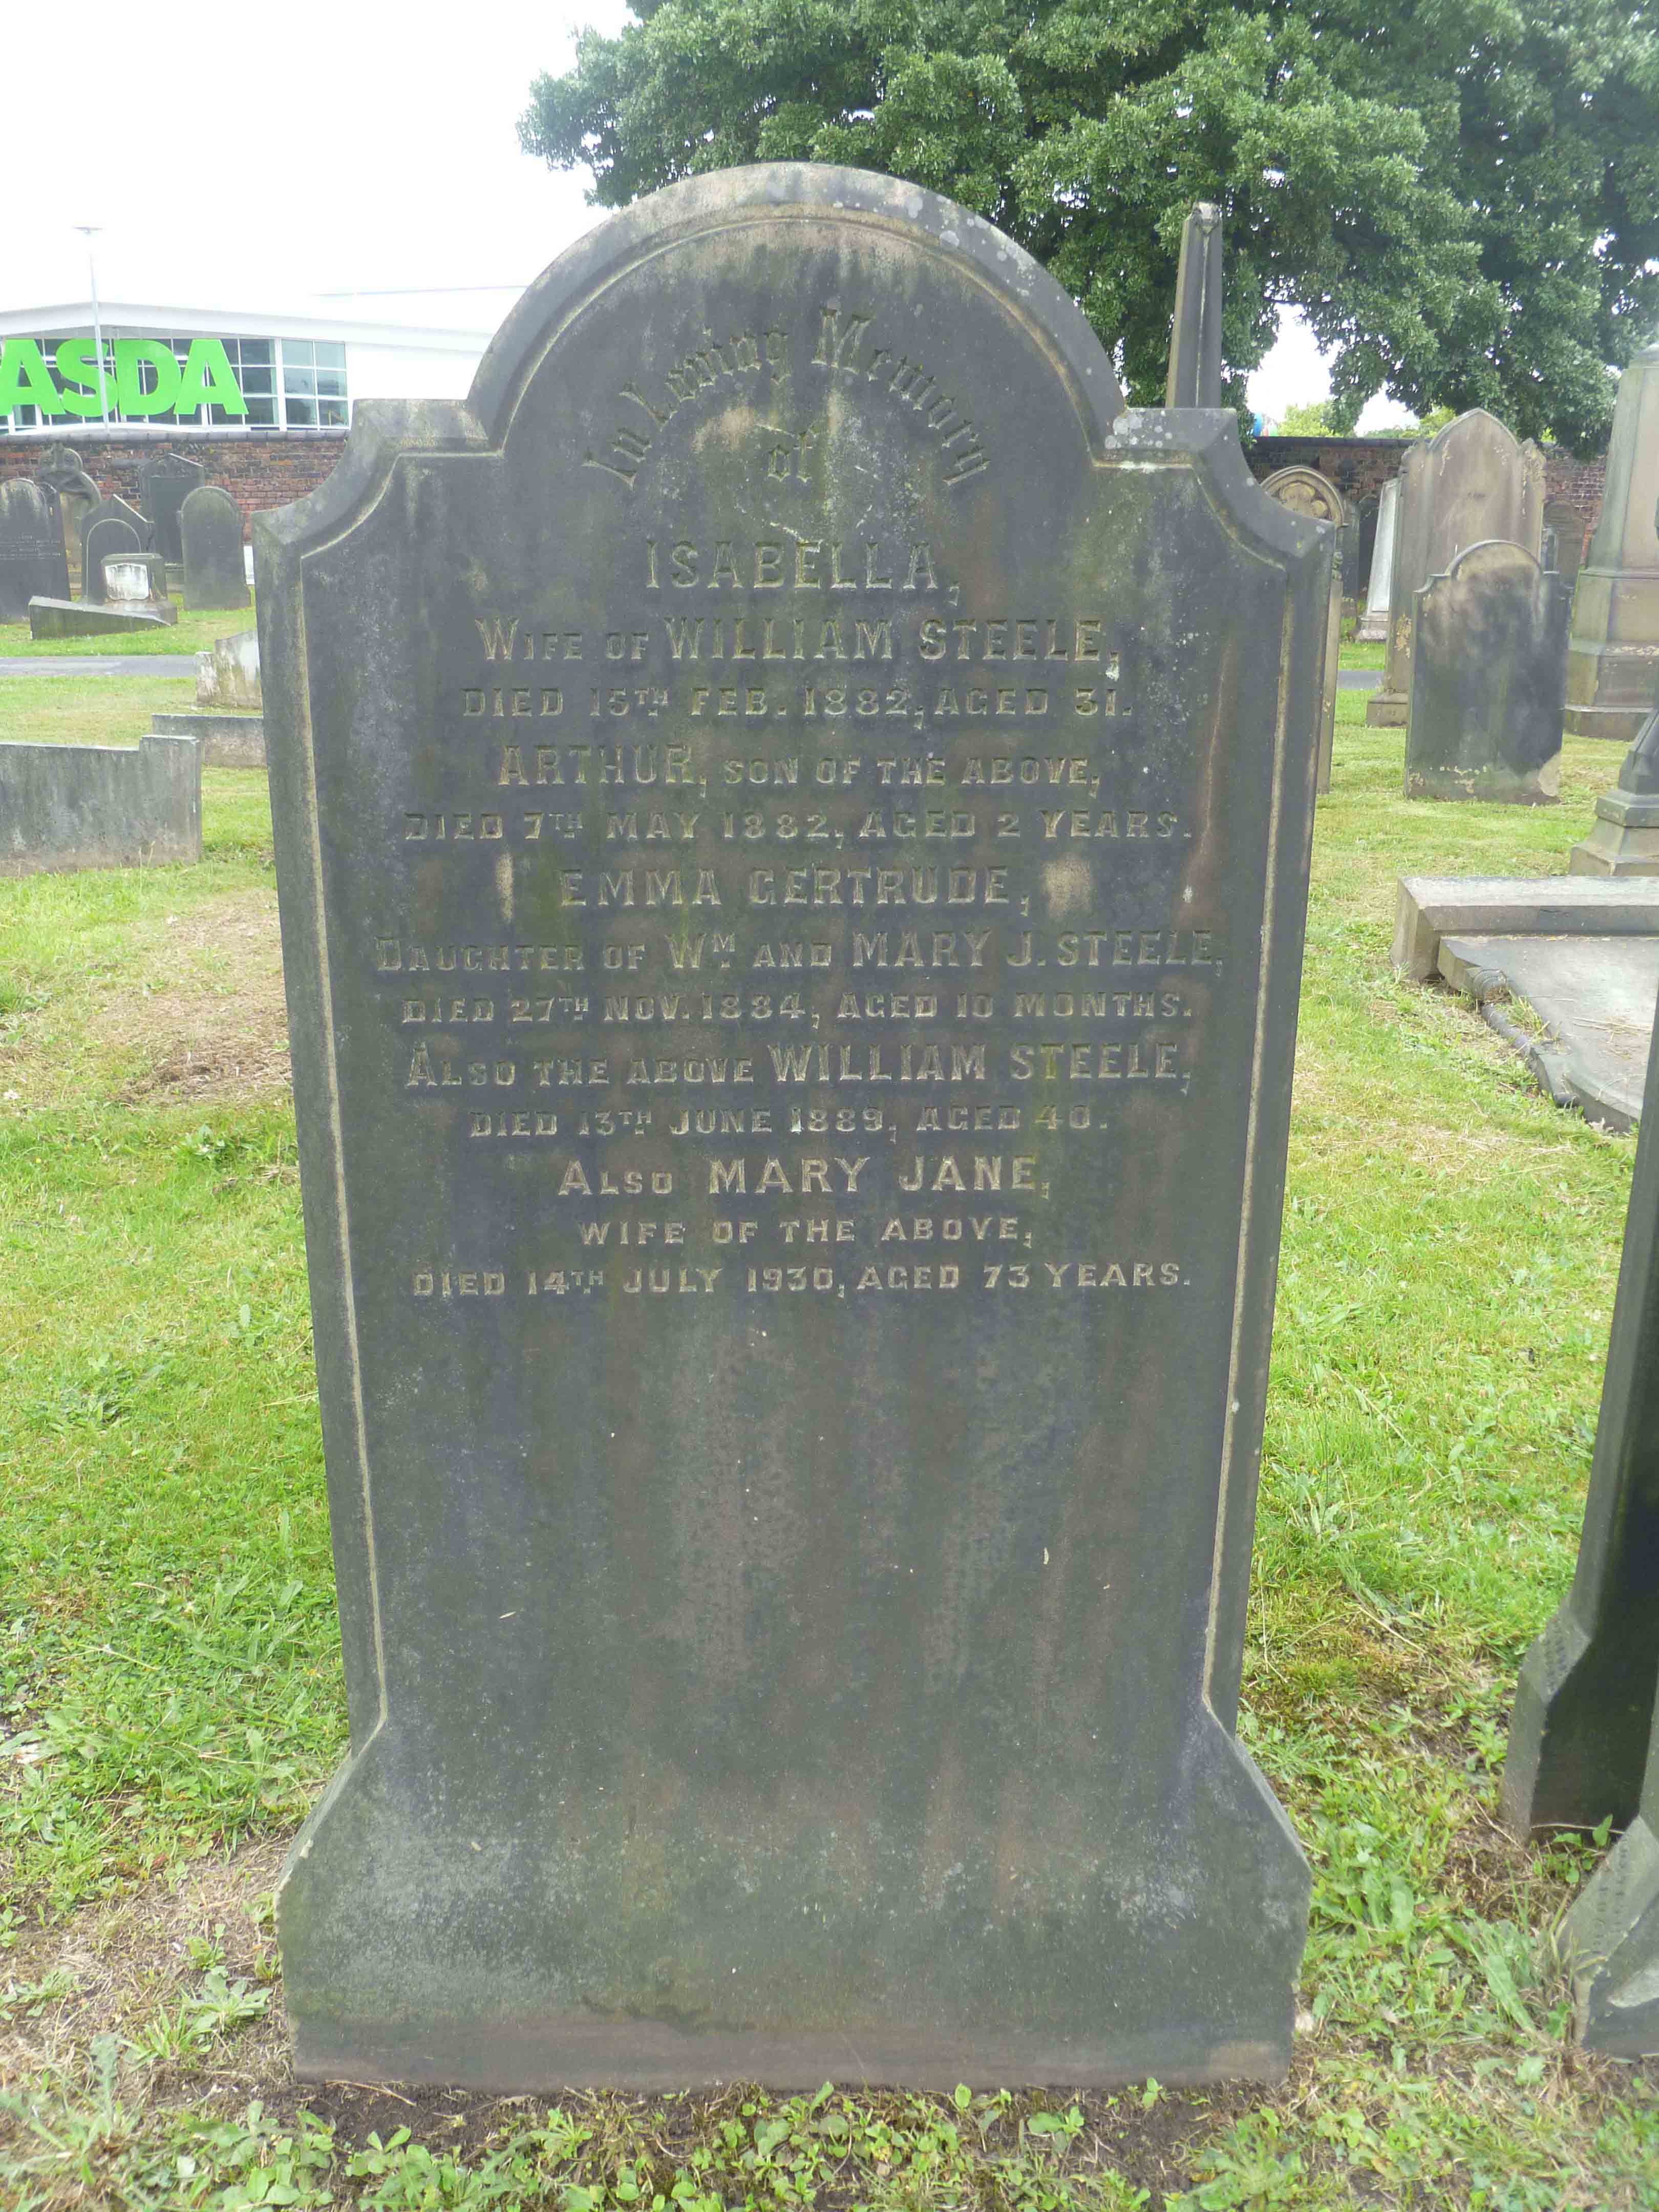 ASDA
In Loving Memory
of
ISABELLA,
WIFE OF WILLIAM STEELE,
DIED 15TH FEB. 1882, AGED 31.
ARTHUR, SON OF THE ABOVE,
DIED 7TH MAY 1882, AGED 2 YEARS.
EMMA GERTRUDE,
DAUGHTER OF WM AND MARY J. STEELE,
DIED 27TH NOV. 1884, AGED 10 MONTHS.
ALSO THE ABOVE WILLIAM STEELE,
DIED 13TH JUNE 1889, AGED 40.
ALSO MARY JANE,
WIFE OF THE ABOVE,
DIED 14TH JULY 1930, AGED 73 YEARS.